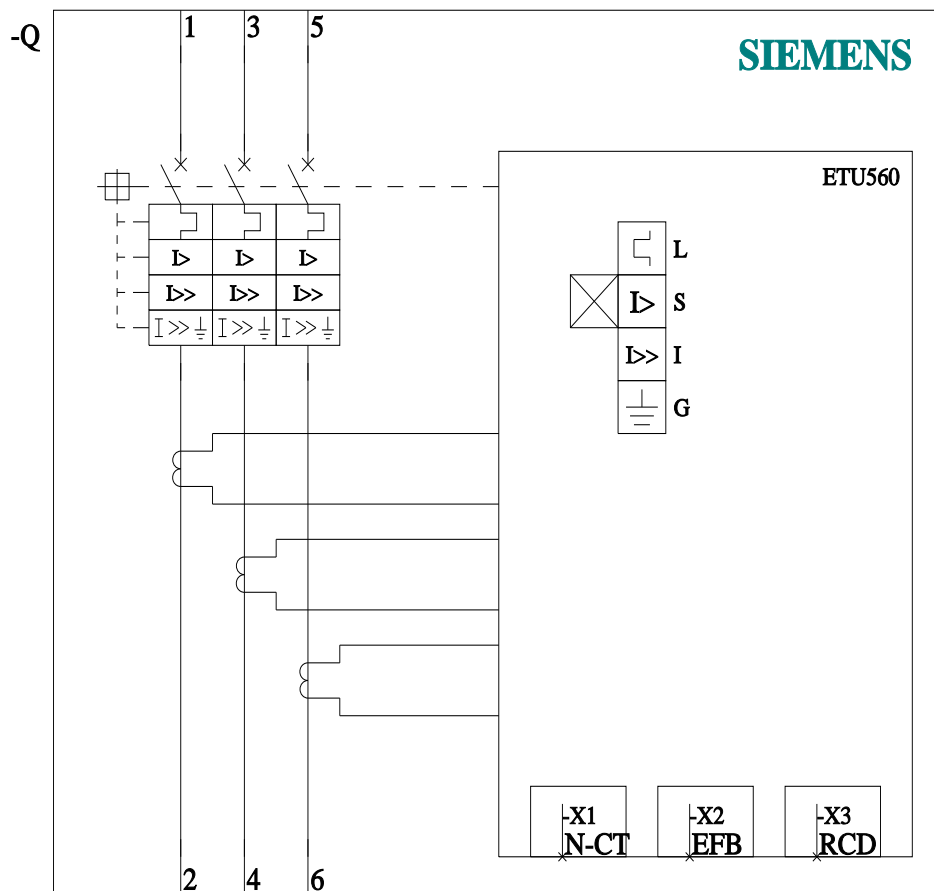 -Q
1 3 5
SIEMENS
ETU560
L
I> I> I>
I> S
I>> I>> I>>
I>> I
I >> I >> I >>
G
-X1 -X2 -X3
N-CT EFB RCD
2 4 6